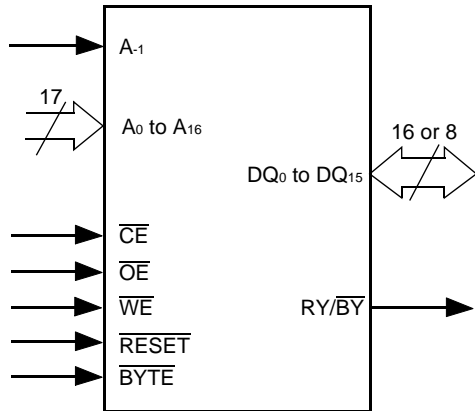 A-1
17
A0 to A16
16 or 8
DQ0 to DQ15
CE
OE
WE
RY/BY
RESET
BYTE